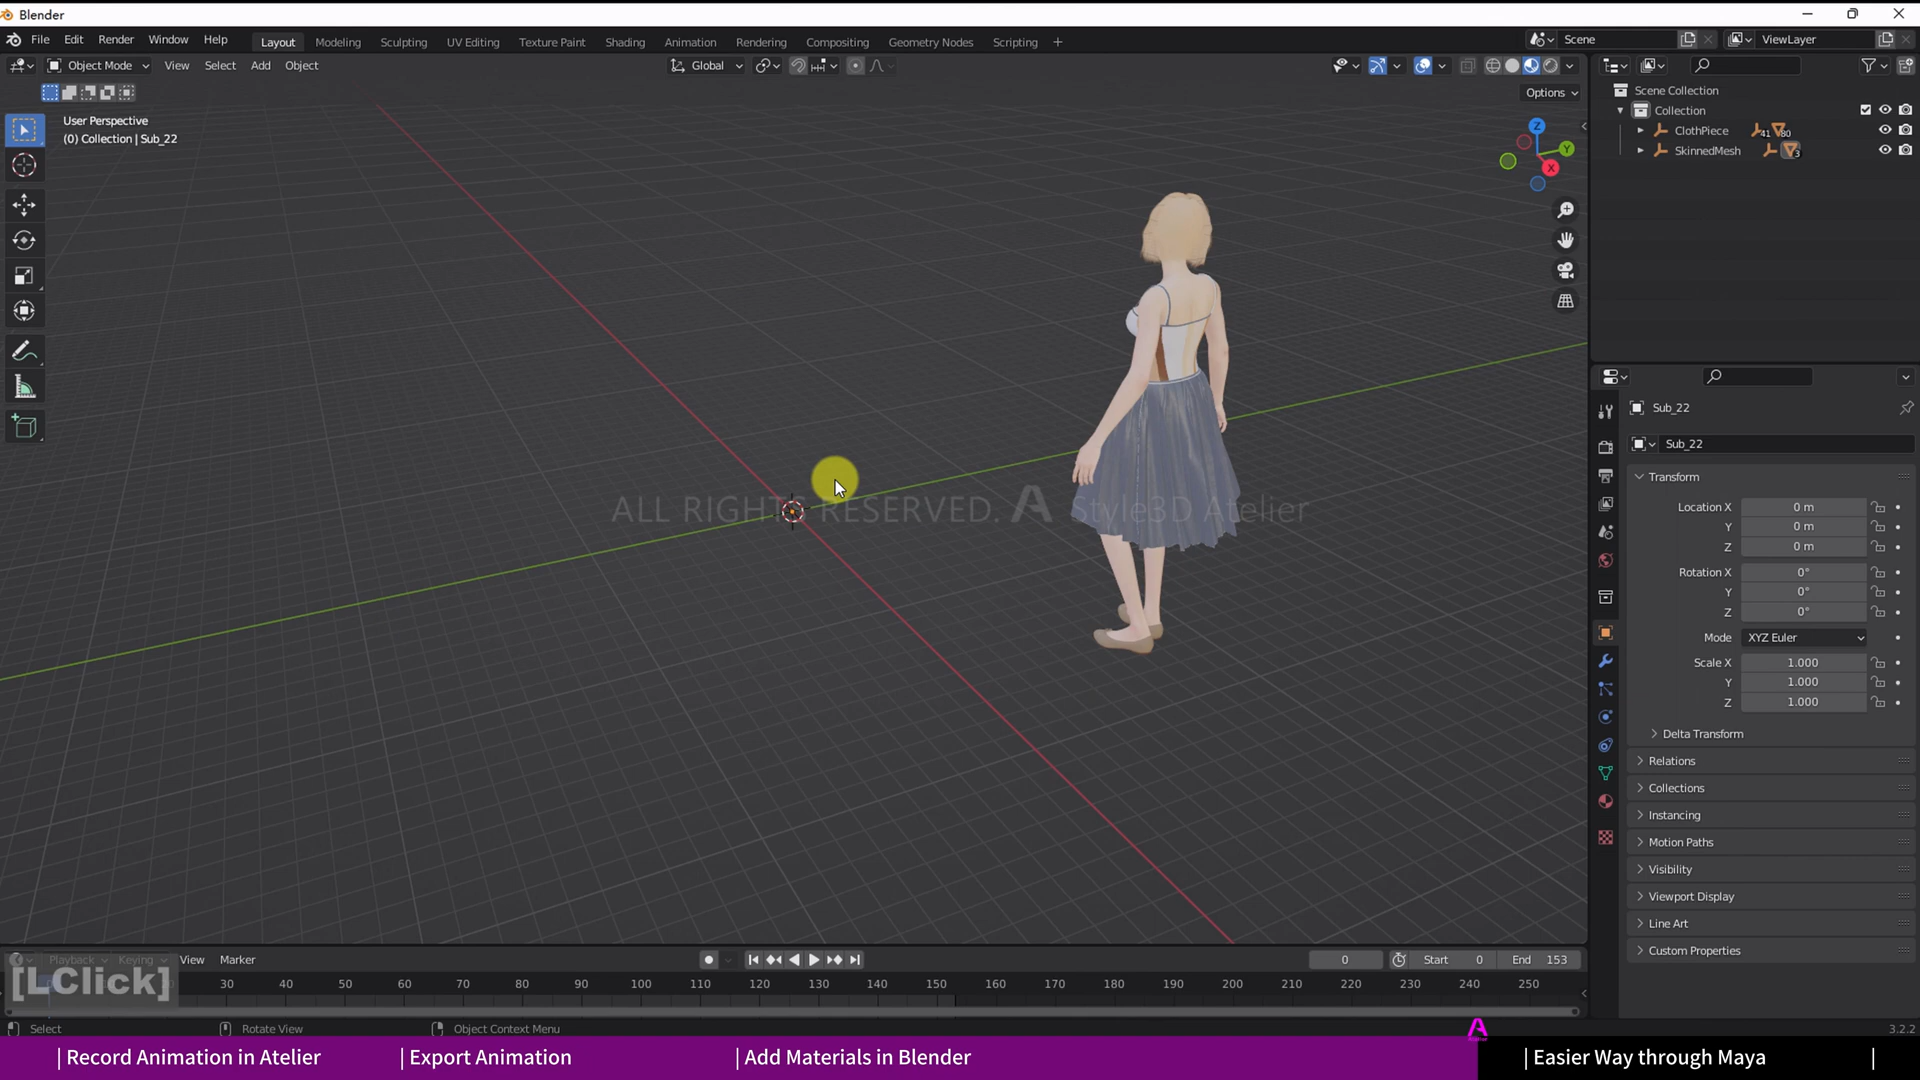 Blender
File Edit Render Window Help
Layout Modeling Sculpting UV Editing Texture Paint Shading Animation Rendering Compositing Geometry Nodes Scripting +
Scene
ViewLayer
Object Mode View Select Add Object
Global
Options
User Perspective
(0) Collection | Sub_22
Z
Y
X
Scene Collection
Collection
ClothPiece 41 80
SkinnedMesh 3
Sub_22
Sub_22
Transform
Location X 0 m
Y 0 m
Z 0 m
Rotation X 0°
Y 0°
Z 0°
Mode XYZ Euler
Scale X 1.000
Y 1.000
Z 1.000
Delta Transform
Relations
Collections
Instancing
Motion Paths
Visibility
Viewport Display
Line Art
Custom Properties
ALL RIGHTS RESERVED. A Style3D Atelier
Playback Keying View Marker
0 Start 0 End 153
[LClick]
30 40 50 60 70 80 90 100 110 120 130 140 150 160 170 180 190 200 210 220 230 240 250
Select Rotate View Object Context Menu
3.2.2
| Record Animation in Atelier | Export Animation | Add Materials in Blender | Easier Way through Maya |